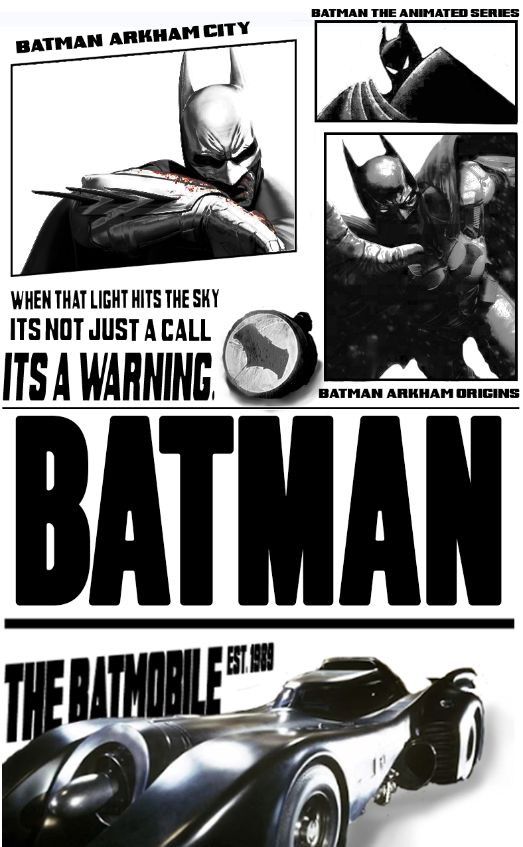 BATMAN ARKHAM CITY
BATMAN THE ANIMATED SERIES
WHEN THAT LIGHT HITS THE SKY
ITS NOT JUST A CALL
ITS A WARNING.
BATMAN ARKHAM ORIGINS
BATMAN
THE BATMOBILE
EST. 1989